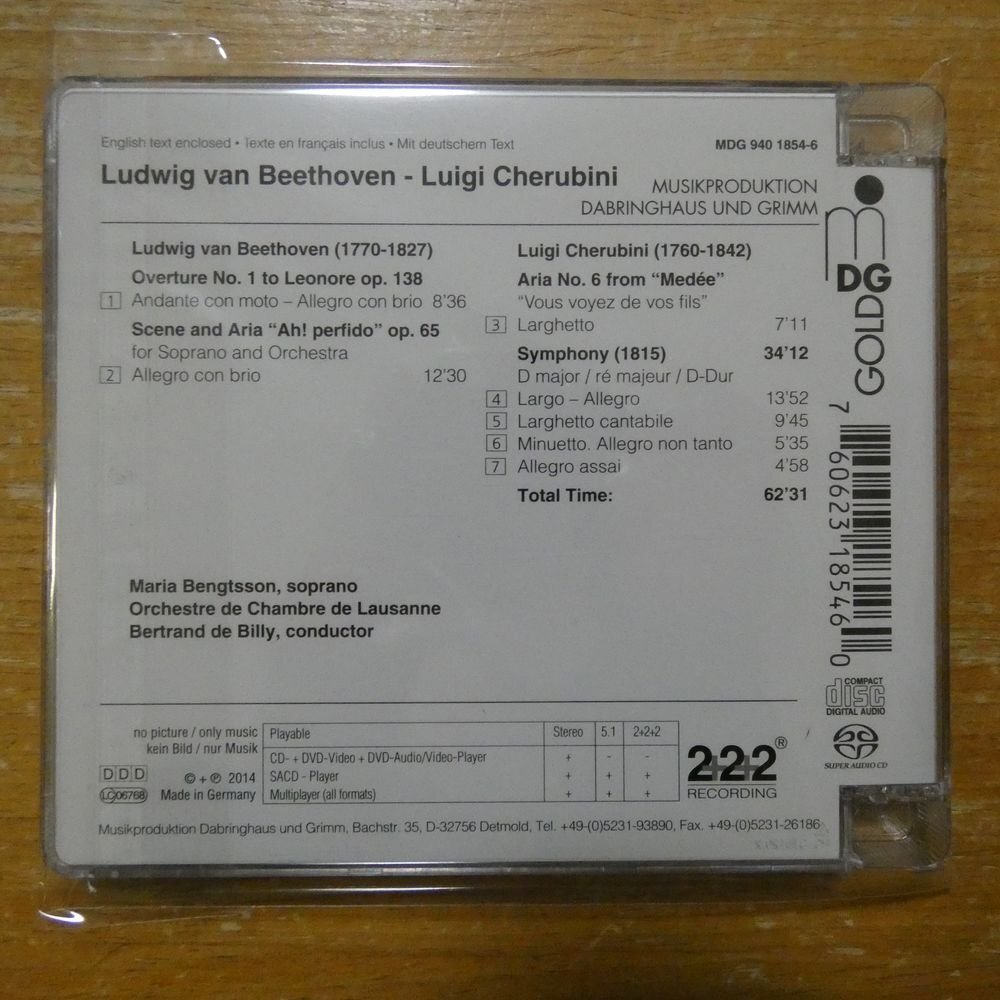 English text enclosed • Texte en français inclus • Mit deutschem Text
MDG 940 1854-6
Ludwig van Beethoven - Luigi Cherubini
MUSIKPRODUKTION
DABRINGHAUS UND GRIMM
DG
GOLD
Ludwig van Beethoven (1770-1827)
Overture No. 1 to Leonore op. 138
1 Andante con moto – Allegro con brio 8'36
Scene and Aria "Ah! perfido" op. 65
for Soprano and Orchestra
2 Allegro con brio 12'30
Luigi Cherubini (1760-1842)
Aria No. 6 from "Medée"
"Vous voyez de vos fils"
3 Larghetto 7'11
Symphony (1815) 34'12
D major / ré majeur / D-Dur
4 Largo – Allegro 13'52
5 Larghetto cantabile 9'45
6 Minuetto. Allegro non tanto 5'35
7 Allegro assai 4'58
Total Time: 62'31
7 60623 18546 0
Maria Bengtsson, soprano
Orchestre de Chambre de Lausanne
Bertrand de Billy, conductor
COMPACT
disc
DIGITAL AUDIO
SUPER AUDIO CD
no picture / only music
kein Bild / nur Musik
DDD
© + ℗ 2014
LC 06768
Made in Germany
Playable Stereo 5.1 2+2+2
CD- + DVD-Video + DVD-Audio/Video-Player + - -
SACD - Player + + +
Multiplayer (all formats) + + +
2+2+2 ®
RECORDING
Musikproduktion Dabringhaus und Grimm, Bachstr. 35, D-32756 Detmold, Tel. +49-(0)5231-93890, Fax. +49-(0)5231-26186